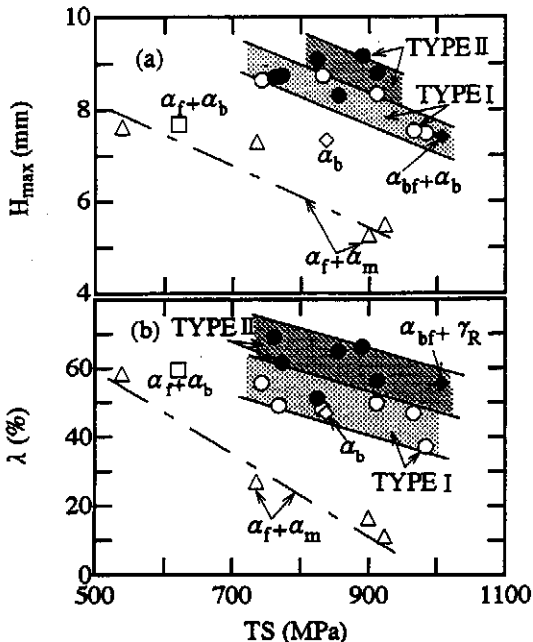 10
(a)
TYPE II
8
α_f+α_b
TYPE I
H_max (mm)
α_b
6
α_bf+α_b
α_f+α_m
4
80
(b)
TYPE II
α_bf+γ_R
60
α_f+α_b
λ (%)
40
α_b
TYPE I
20
α_f+α_m
0
500
700
900
1100
TS (MPa)